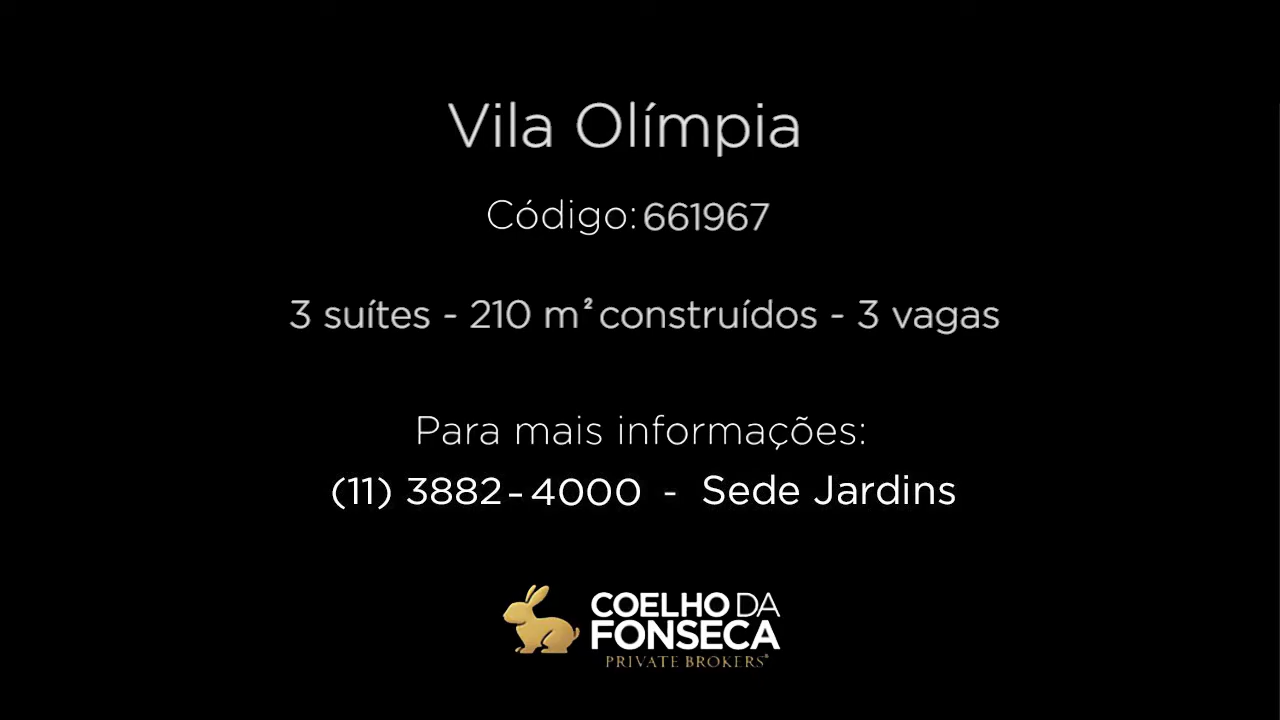 Vila Olímpia
Código: 661967
3 suítes - 210 m² construídos - 3 vagas
Para mais informações:
(11) 3882-4000 - Sede Jardins
COELHO DA
FONSECA
PRIVATE BROKERS®